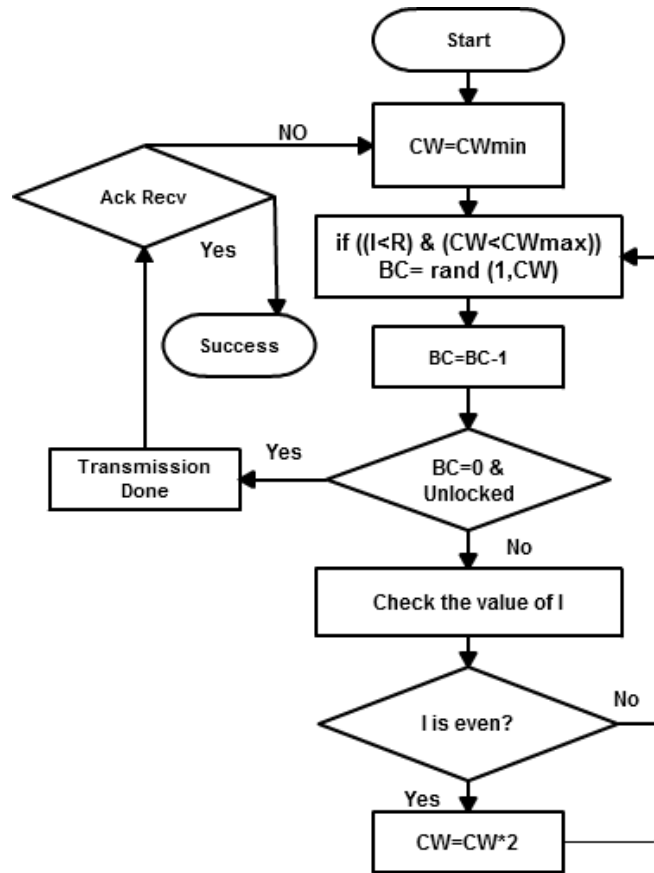 Start
CW=CWmin
NO
Ack Recv
Yes
Success
if ((I<R) & (CW<CWmax))
BC= rand (1,CW)
BC=BC-1
BC=0 &
Unlocked
Yes
Transmission
Done
No
Check the value of I
I is even?
No
Yes
CW=CW*2